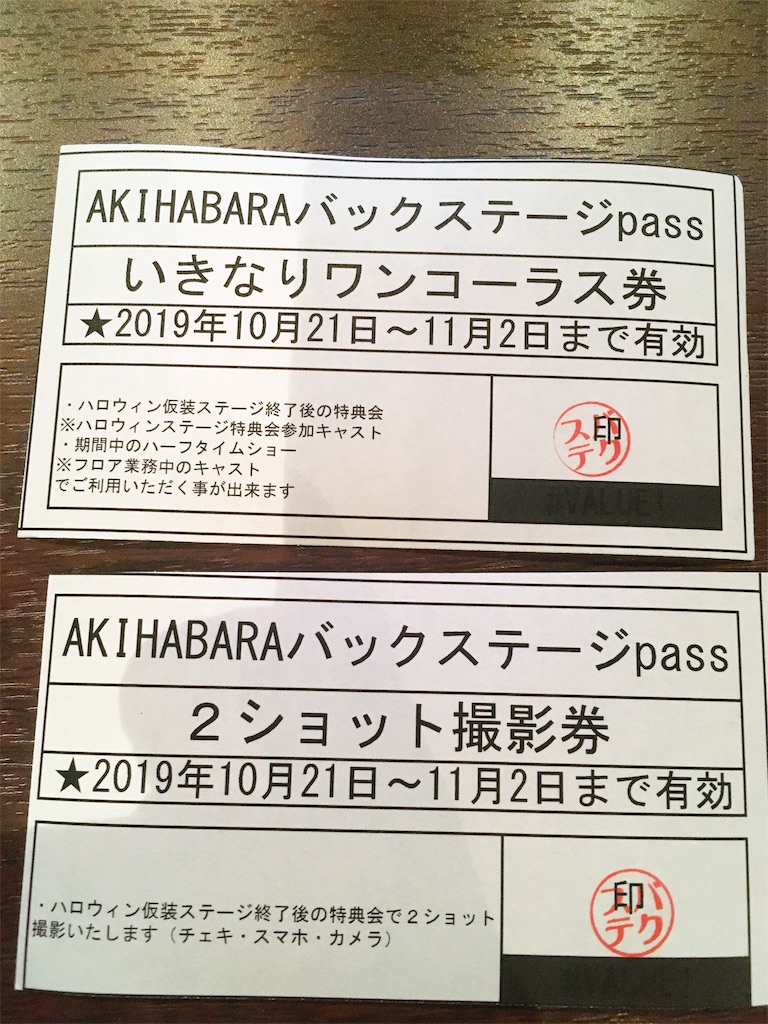 AKIHABARAバックステージpass
いきなりワンコーラス券
★2019年10月21日～11月2日まで有効
・ハロウィン仮装ステージ終了後の特典会
※ハロウィンステージ特典会参加キャスト
・期間中のハーフタイムショー
※フロア業務中のキャスト
でご利用いただく事が出来ます
印
バクステ
#VALUE!
AKIHABARAバックステージpass
２ショット撮影券
★2019年10月21日～11月2日まで有効
・ハロウィン仮装ステージ終了後の特典会で２ショット
撮影いたします（チェキ・スマホ・カメラ）
印
バクステ